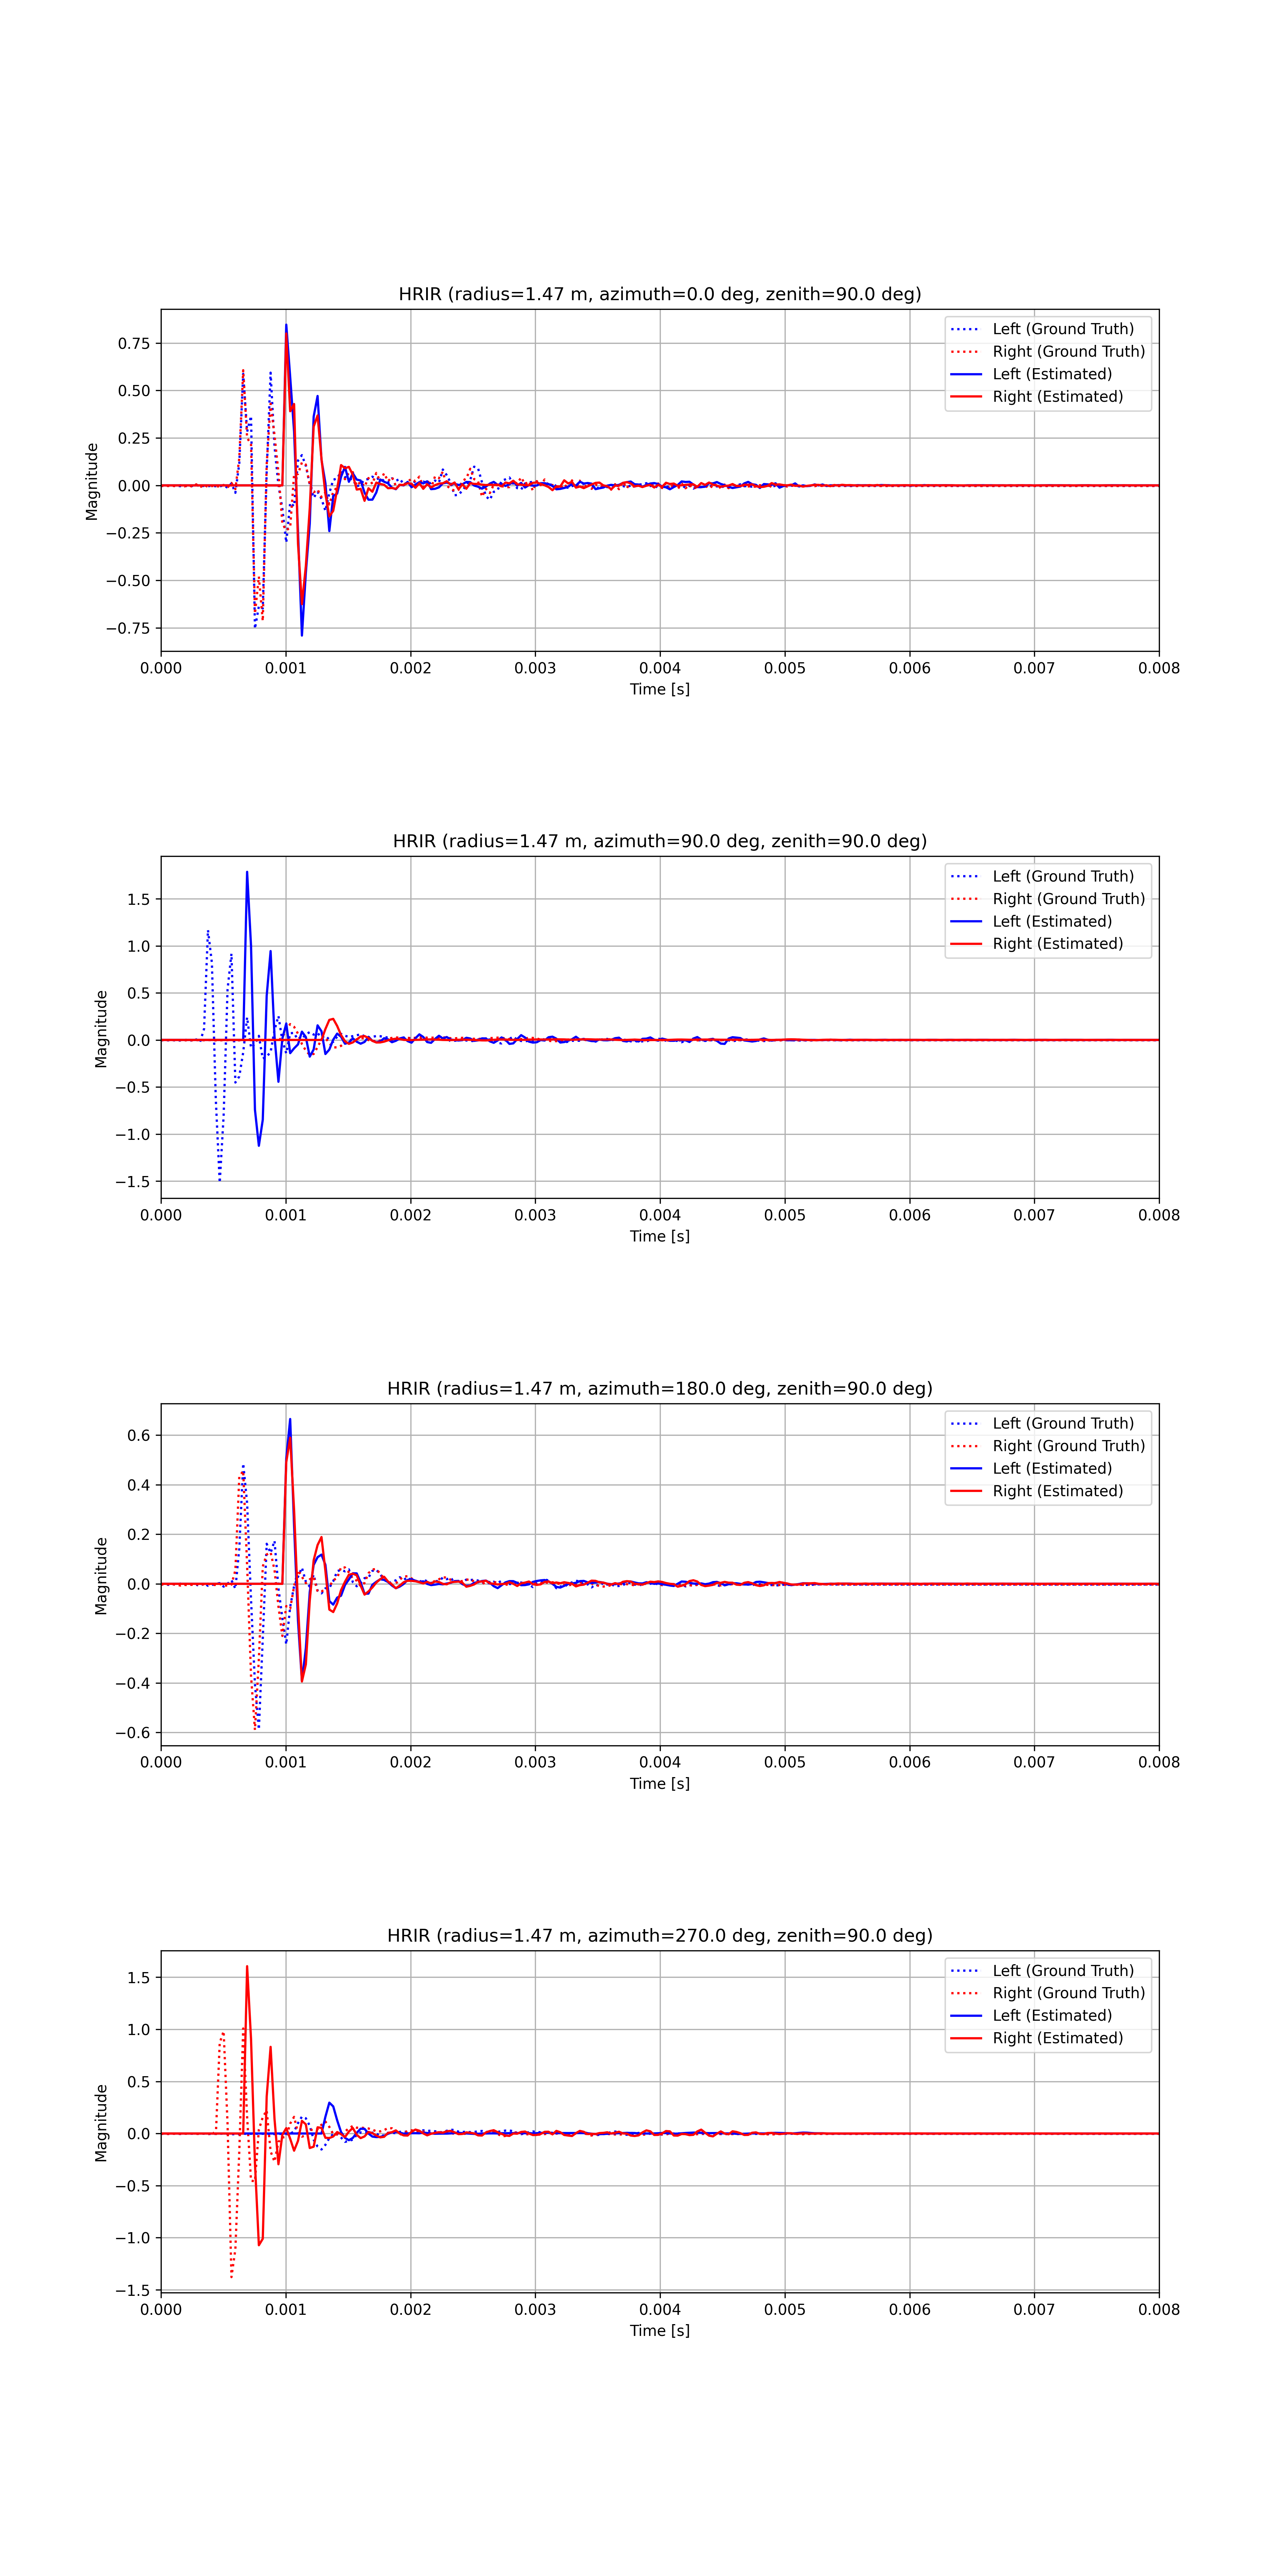 HRIR (radius=1.47 m, azimuth=0.0 deg, zenith=90.0 deg)
Left (Ground Truth)
Right (Ground Truth)
Left (Estimated)
Right (Estimated)
Magnitude
0.75
0.50
0.25
0.00
−0.25
−0.50
−0.75
0.000 0.001 0.002 0.003 0.004 0.005 0.006 0.007 0.008
Time [s]
HRIR (radius=1.47 m, azimuth=90.0 deg, zenith=90.0 deg)
Left (Ground Truth)
Right (Ground Truth)
Left (Estimated)
Right (Estimated)
Magnitude
1.5
1.0
0.5
0.0
−0.5
−1.0
−1.5
0.000 0.001 0.002 0.003 0.004 0.005 0.006 0.007 0.008
Time [s]
HRIR (radius=1.47 m, azimuth=180.0 deg, zenith=90.0 deg)
Left (Ground Truth)
Right (Ground Truth)
Left (Estimated)
Right (Estimated)
Magnitude
0.6
0.4
0.2
0.0
−0.2
−0.4
−0.6
0.000 0.001 0.002 0.003 0.004 0.005 0.006 0.007 0.008
Time [s]
HRIR (radius=1.47 m, azimuth=270.0 deg, zenith=90.0 deg)
Left (Ground Truth)
Right (Ground Truth)
Left (Estimated)
Right (Estimated)
Magnitude
1.5
1.0
0.5
0.0
−0.5
−1.0
−1.5
0.000 0.001 0.002 0.003 0.004 0.005 0.006 0.007 0.008
Time [s]